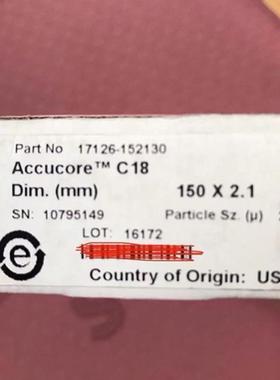 Part No 17126-152130
Accucore™ C18
Dim. (mm) 150 X 2.1
SN: 10795149 Particle Sz. (µ)
LOT: 16172
e
Country of Origin: US